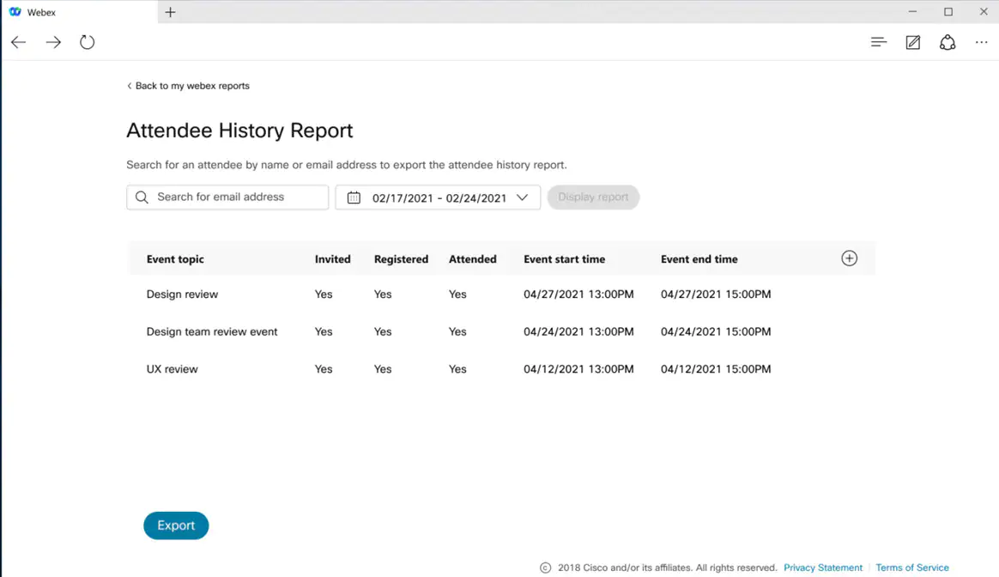 Webex
Back to my webex reports
Attendee History Report
Search for an attendee by name or email address to export the attendee history report.
Search for email address 02/17/2021 - 02/24/2021 Display report
Event topic Invited Registered Attended Event start time Event end time
Design review Yes Yes Yes 04/27/2021 13:00PM 04/27/2021 15:00PM
Design team review event Yes Yes Yes 04/24/2021 13:00PM 04/24/2021 15:00PM
UX review Yes Yes Yes 04/12/2021 13:00PM 04/12/2021 15:00PM
Export
© 2018 Cisco and/or its affiliates. All rights reserved. Privacy Statement Terms of Service